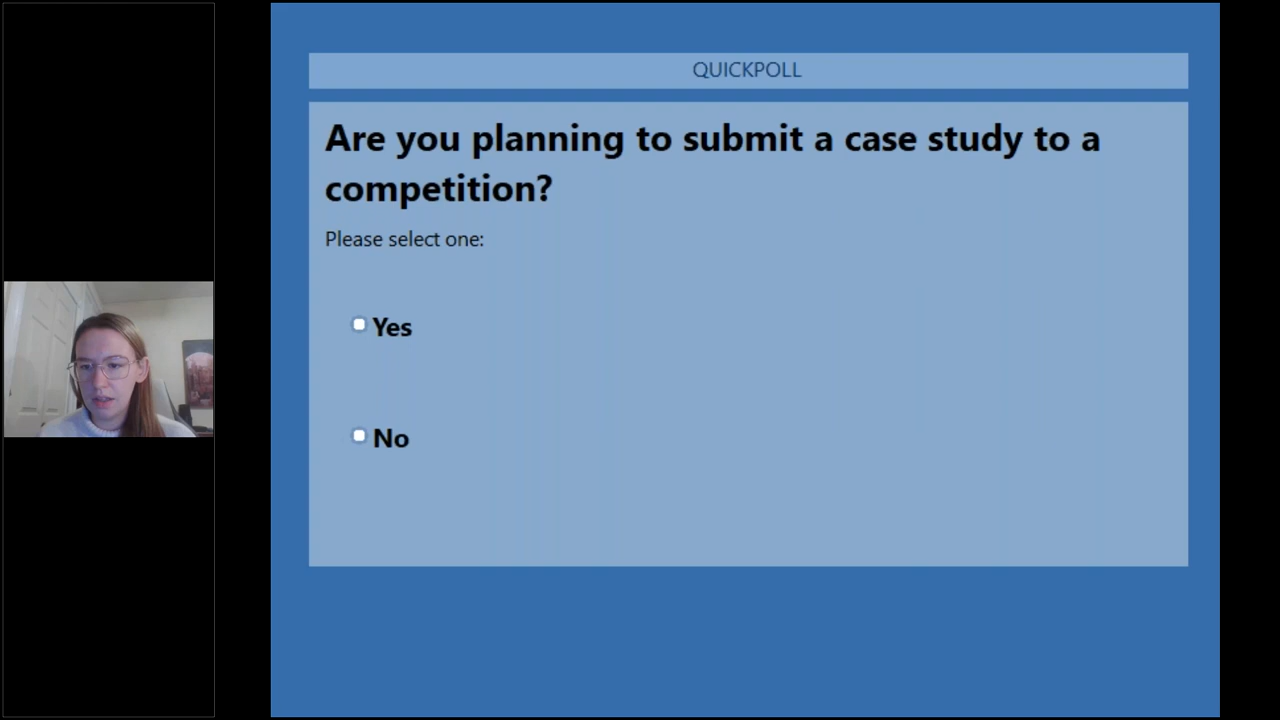 QUICKPOLL
Are you planning to submit a case study to a
competition?
Please select one:
Yes
No